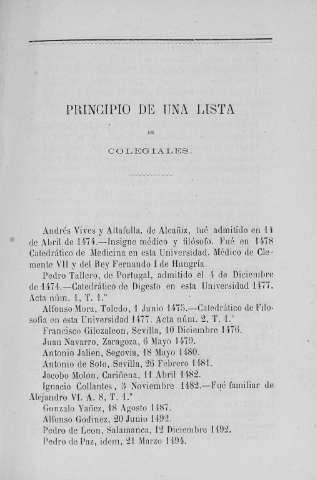 PRINCIPIO DE UNA LISTA
DE
COLEGIALES.
Andrés Vives y Altafulla, de Alcañiz, fué admitido en 14
de Abril de 1474.—Insigne médico y filósofo. Fué en 1478
Catedrático de Medicina en esta Universidad. Médico de Cle-
mente VII y del Rey Fernando I de Hungría.
Pedro Tallero, de Portugal, admitido el 4 de Diciembre
de 1474.—Catedrático de Digesto en esta Universidad 1477.
Acta núm. 1, T. 1.º
Alfonso Mora, Toledo, 1 Junio 1475.—Catedrático de Filo-
sofía en esta Universidad 1477. Acta núm. 2, T. 1.º
Francisco Gilozaleon, Sevilla, 10 Diciembre 1476.
Juan Navarro, Zaragoza, 6 Mayo 1479.
Antonio Jalien, Segovia, 18 Mayo 1480.
Antonio de Soto, Sevilla, 26 Febrero 1481.
Jacobo Molon, Cariñena, 11 Abril 1482.
Ignacio Collantes, 3 Noviembre 1482.—Fué familiar de
Alejandro VI. A. 8, T. 1.º
Gonzalo Yañez, 18 Agosto 1487.
Alfonso Godinez, 20 Junio 1492.
Pedro de Leon, Salamanca, 12 Diciembre 1492.
Pedro de Paz, idem, 21 Marzo 1494.